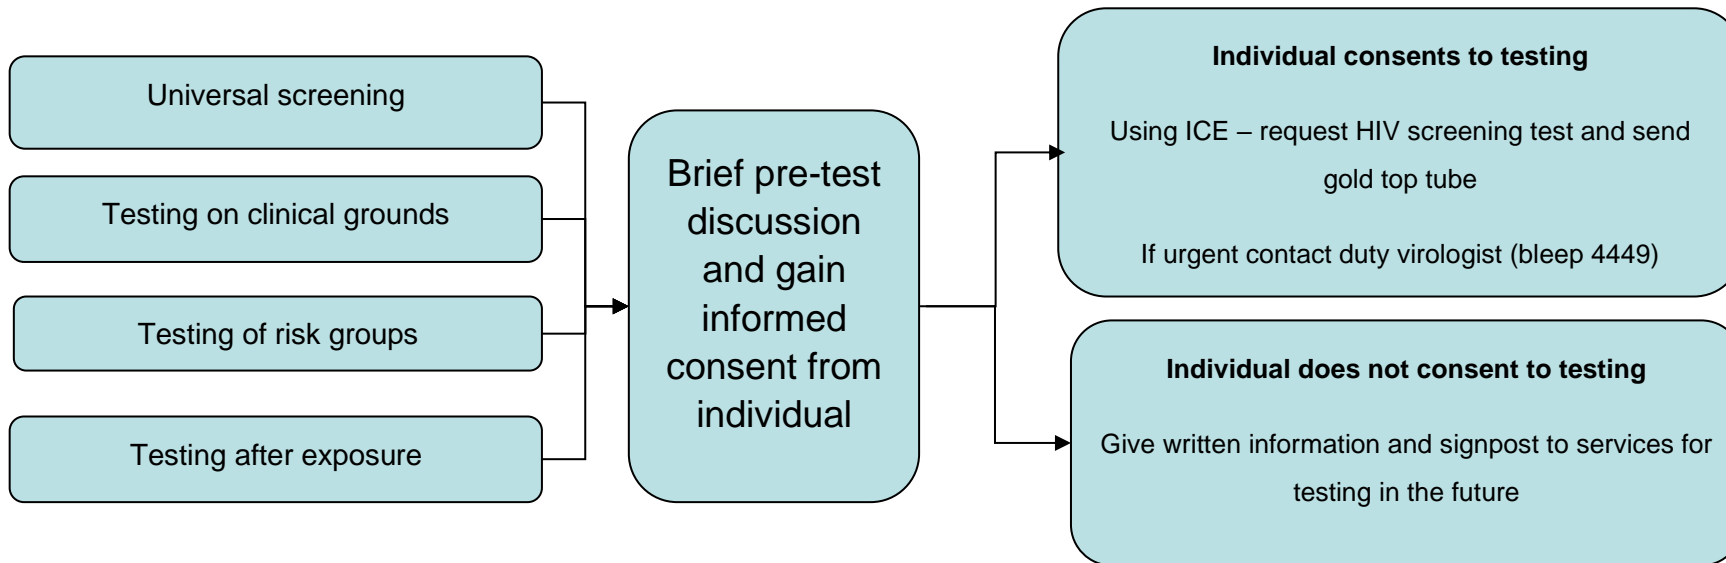 Universal screening
Testing on clinical grounds
Testing of risk groups
Testing after exposure
Brief pre-test
discussion
and gain
informed
consent from
individual
Individual consents to testing
Using ICE – request HIV screening test and send
gold top tube
If urgent contact duty virologist (bleep 4449)
Individual does not consent to testing
Give written information and signpost to services for
testing in the future